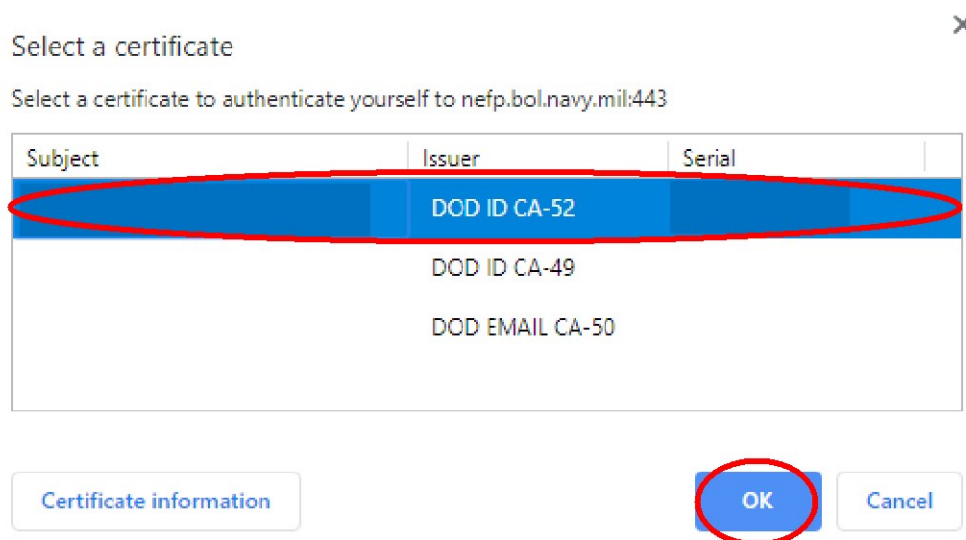 Select a certificate
Select a certificate to authenticate yourself to nefp.bol.navy.mil:443
Subject Issuer Serial
DOD ID CA-52
DOD ID CA-49
DOD EMAIL CA-50
Certificate information OK Cancel